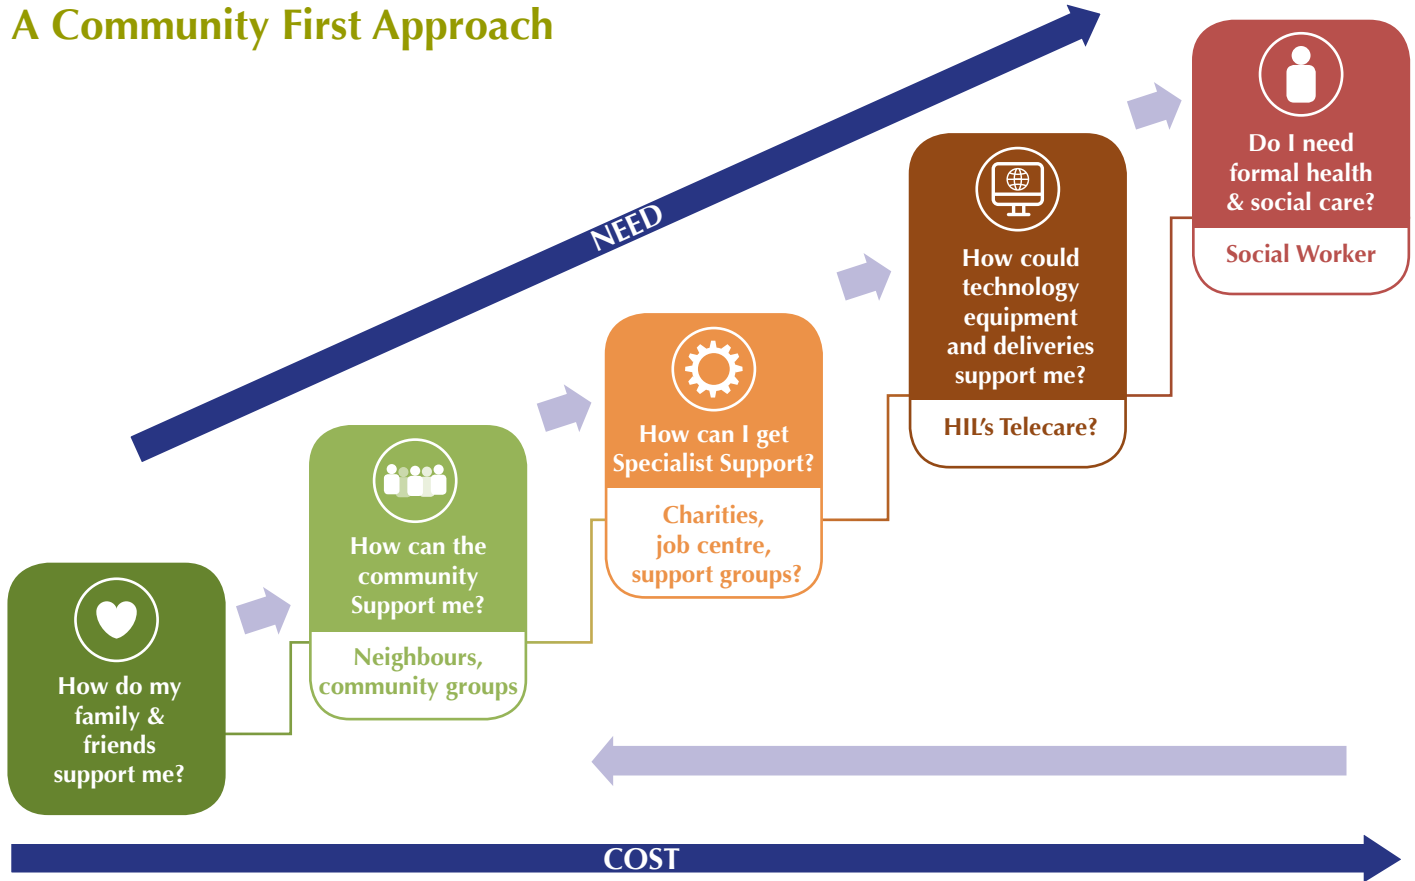 A Community First Approach
NEED
How do my
family &
friends
support me?
How can the
community
Support me?
Neighbours,
community groups
How can I get
Specialist Support?
Charities,
job centre,
support groups?
How could
technology
equipment
and deliveries
support me?
HIL's Telecare?
Do I need
formal health
& social care?
Social Worker
COST